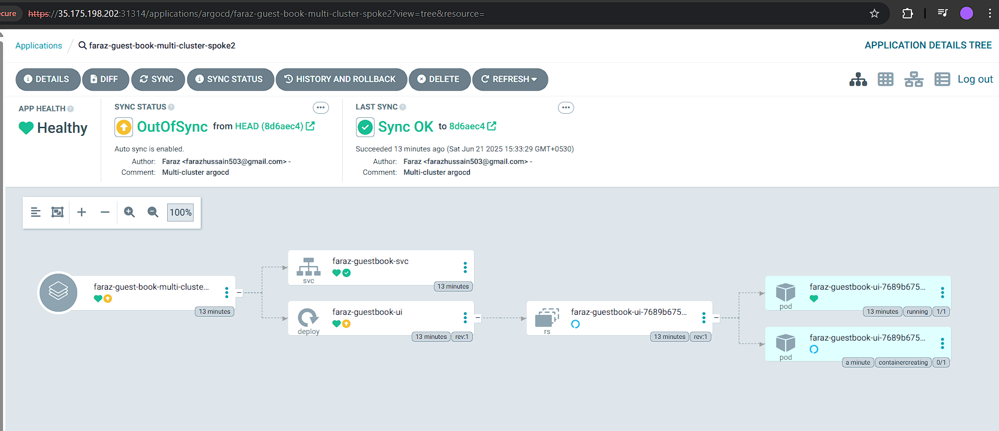 ecure https://35.175.198.202:31314/applications/argocd/faraz-guest-book-multi-cluster-spoke2?view=tree&resource=
Applications / faraz-guest-book-multi-cluster-spoke2
APPLICATION DETAILS TREE
DETAILS DIFF SYNC SYNC STATUS HISTORY AND ROLLBACK DELETE REFRESH
Log out
APP HEALTH
Healthy
SYNC STATUS
OutOfSync from HEAD (8d6aec4)
Auto sync is enabled.
Author: Faraz <farazhussain503@gmail.com> -
Comment: Multi-cluster argocd
LAST SYNC
Sync OK to 8d6aec4
Succeeded 13 minutes ago (Sat Jun 21 2025 15:33:29 GMT+0530)
Author: Faraz <farazhussain503@gmail.com> -
Comment: Multi-cluster argocd
100%
faraz-guest-book-multi-cluste...
13 minutes
faraz-guestbook-svc
svc
13 minutes
faraz-guestbook-ui
deploy
13 minutes rev:1
faraz-guestbook-ui-7689b675...
rs
13 minutes rev:1
faraz-guestbook-ui-7689b675...
pod
13 minutes running 1/1
faraz-guestbook-ui-7689b675...
pod
a minute containercreating 0/1